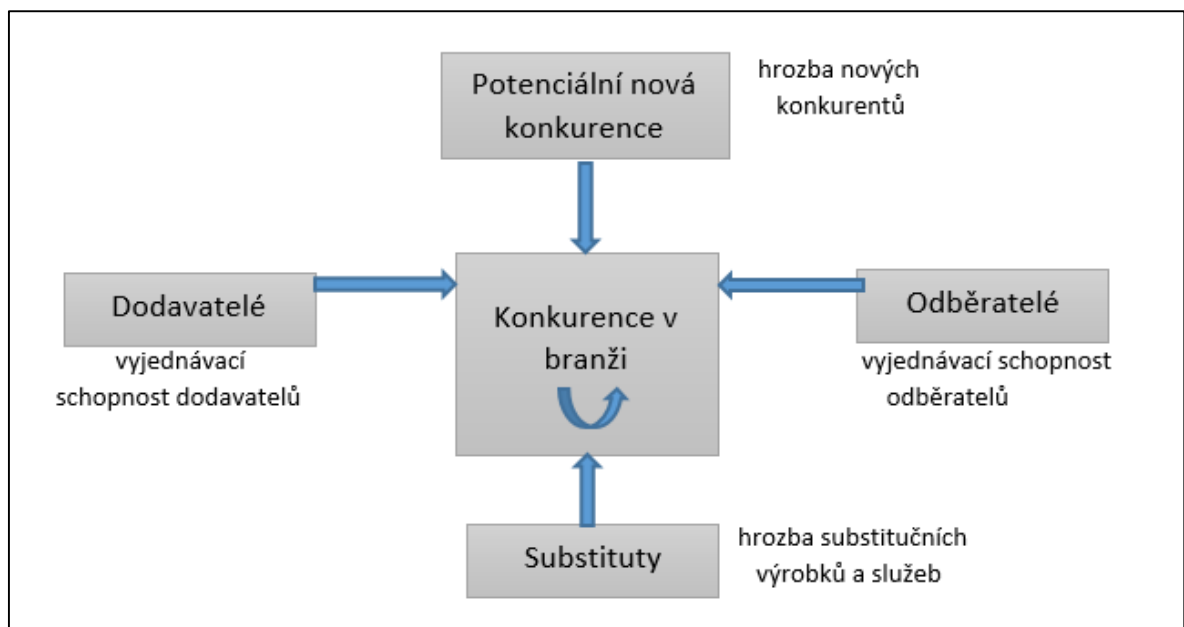 Potenciální nová
konkurence
hrozba nových
konkurentů
Dodavatelé
vyjednávací
schopnost dodavatelů
Konkurence v
branži
Odběratelé
vyjednávací schopnost
odběratelů
Substituty
hrozba substitučních
výrobků a služeb